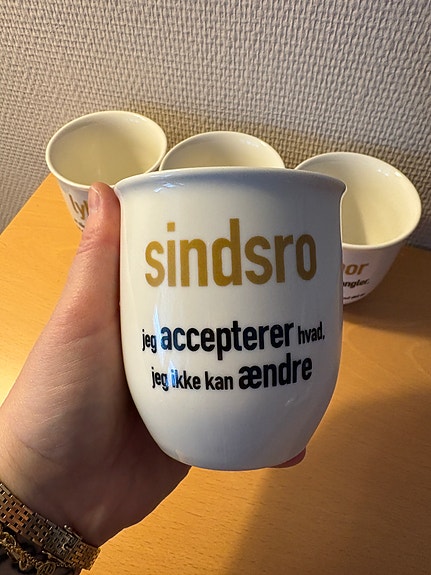 sindsro
jeg accepterer hvad,
jeg ikke kan ændre